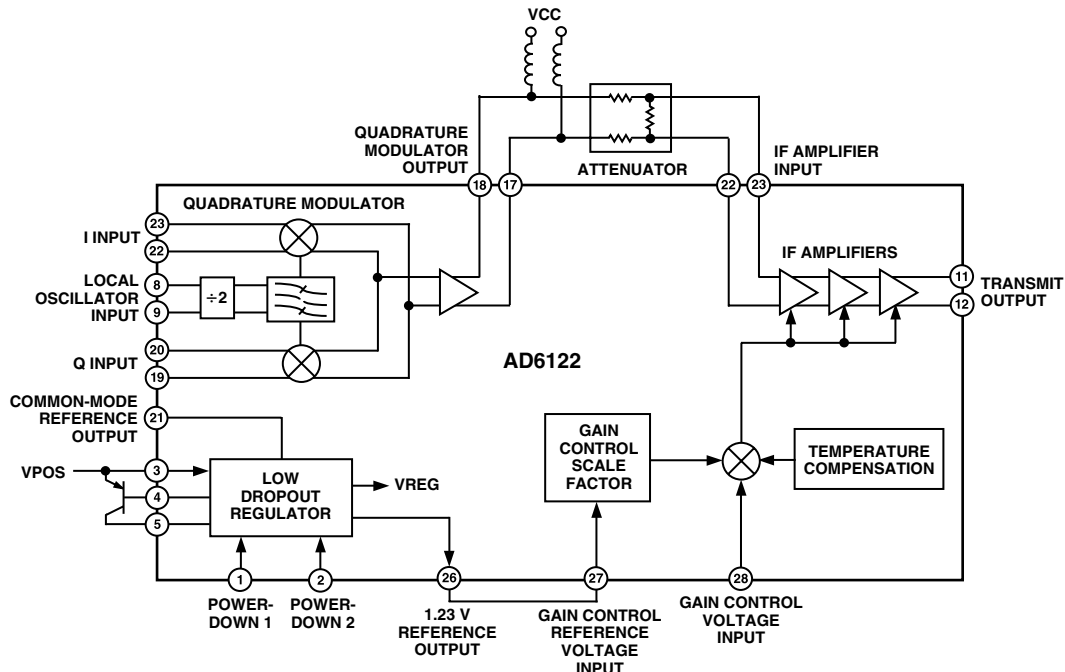 VCC
QUADRATURE
MODULATOR
OUTPUT
ATTENUATOR
IF AMPLIFIER
INPUT
18
17
22
23
QUADRATURE MODULATOR
23
I INPUT
22
LOCAL
OSCILLATOR
INPUT
8
9
÷2
20
Q INPUT
19
IF AMPLIFIERS
11
12
TRANSMIT
OUTPUT
AD6122
COMMON-MODE
REFERENCE
OUTPUT
21
VPOS
3
4
5
LOW
DROPOUT
REGULATOR
VREG
GAIN
CONTROL
SCALE
FACTOR
TEMPERATURE
COMPENSATION
1
2
26
27
28
POWER-
DOWN 1
POWER-
DOWN 2
1.23 V
REFERENCE
OUTPUT
GAIN CONTROL
REFERENCE
VOLTAGE
INPUT
GAIN CONTROL
VOLTAGE
INPUT